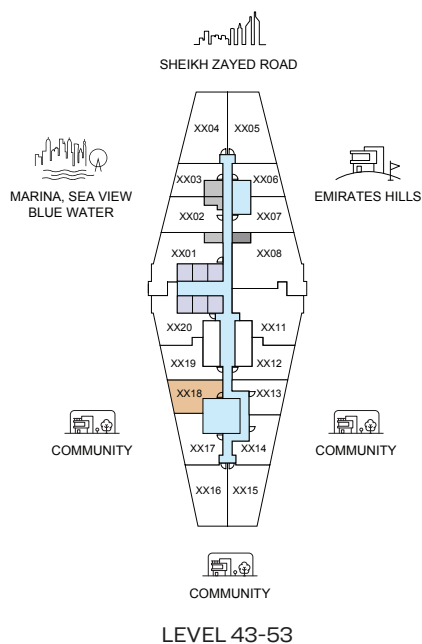 SHEIKH ZAYED ROAD
MARINA, SEA VIEW
BLUE WATER
EMIRATES HILLS
XX04 XX05
XX03 XX06
XX02 XX07
XX01 XX08
XX20 XX11
XX19 XX12
XX18 XX13
XX17 XX14
XX16 XX15
COMMUNITY
COMMUNITY
COMMUNITY
LEVEL 43-53